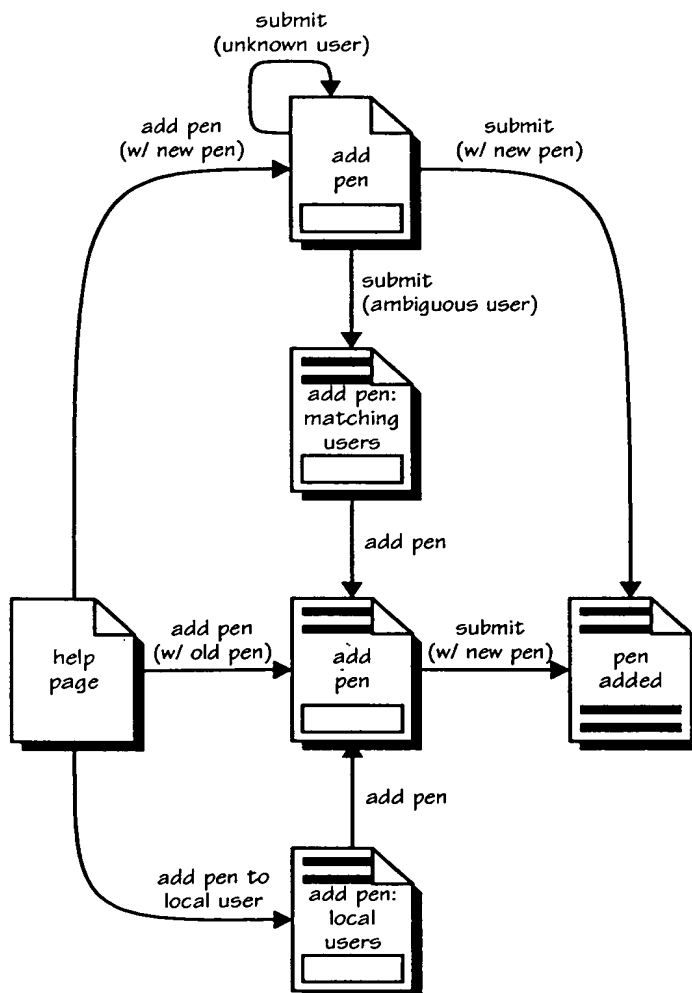 submit
(unknown user)
add pen
(w/ new pen)
submit
(w/ new pen)
add
pen
submit
(ambiguous user)
add pen:
matching
users
add pen
help
page
add pen
(w/ old pen)
add
pen
submit
(w/ new pen)
pen
added
add pen
add pen to
local user
add pen:
local
users